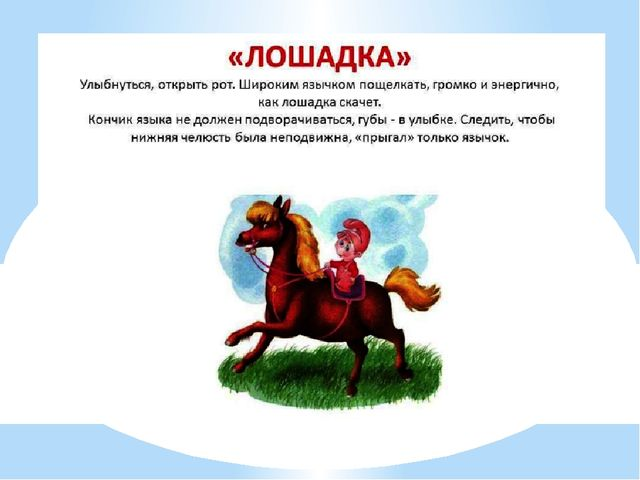 «ЛОШАДКА»
Улыбнуться, открыть рот. Широким язычком пощелкать, громко и энергично,
как лошадка скачет.
Кончик языка не должен подворачиваться, губы - в улыбке. Следить, чтобы
нижняя челюсть была неподвижна, «прыгал» только язычок.